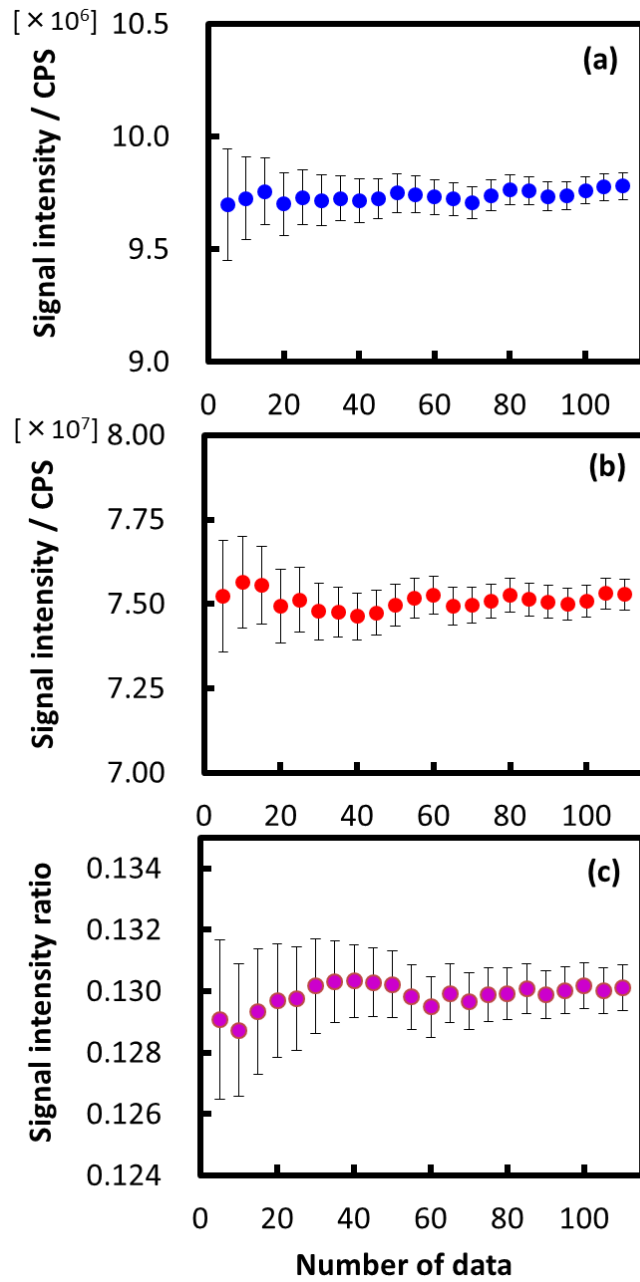 [ × 10⁶]
10.5
(a)
Signal intensity / CPS
10.0
9.5
9.0
0 20 40 60 80 100
[ × 10⁷]
8.00
(b)
Signal intensity / CPS
7.75
7.50
7.25
7.00
0 20 40 60 80 100
0.134
(c)
Signal intensity ratio
0.132
0.130
0.128
0.126
0.124
0 20 40 60 80 100
Number of data